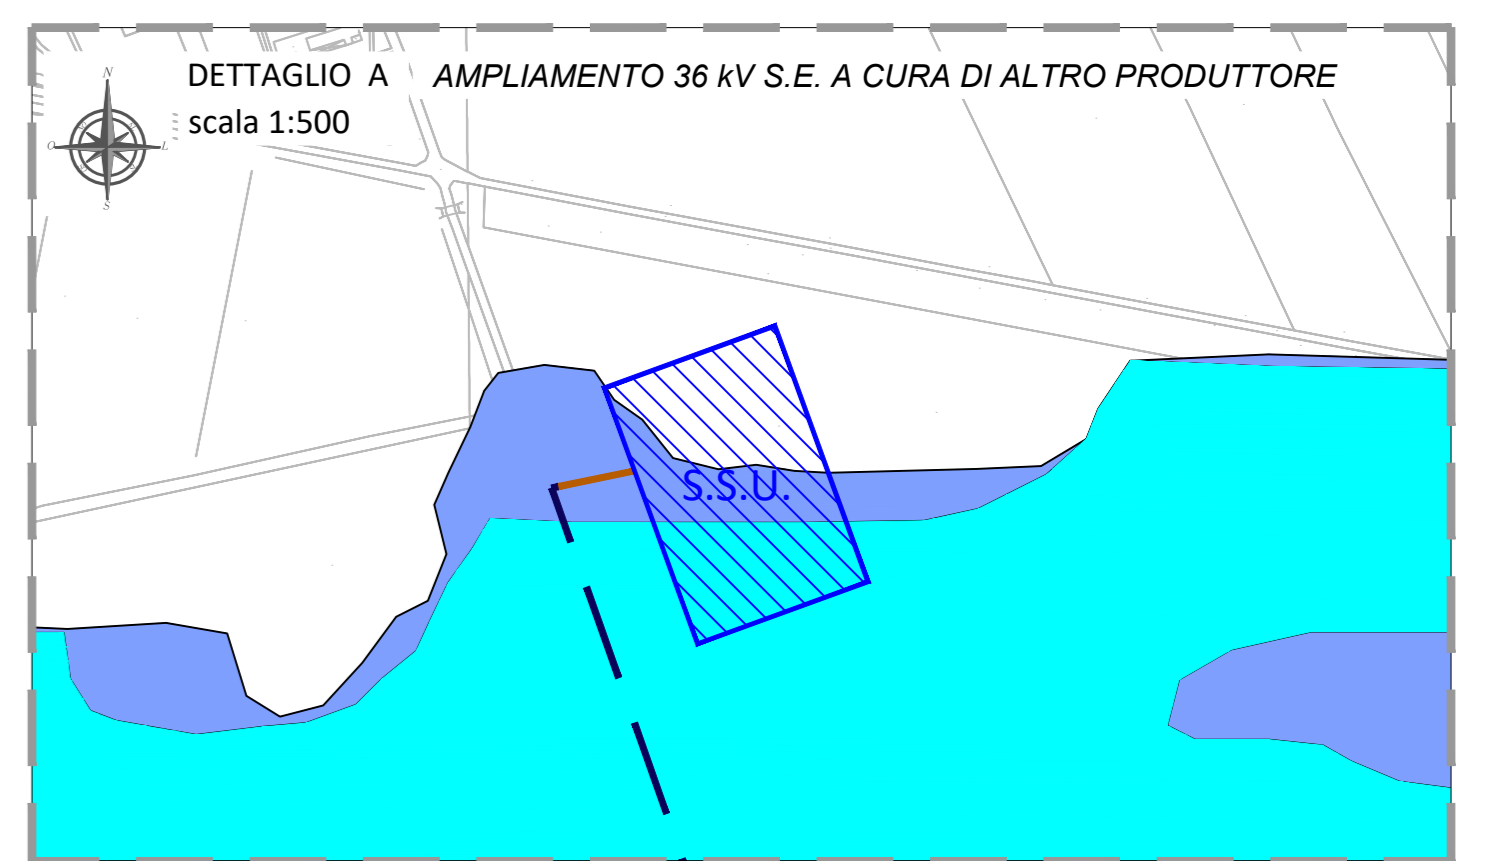 DETTAGLIO A AMPLIAMENTO 36 kV S.E. A CURA DI ALTRO PRODUTTORE
scala 1:500
N
O L
S
S.S.U.